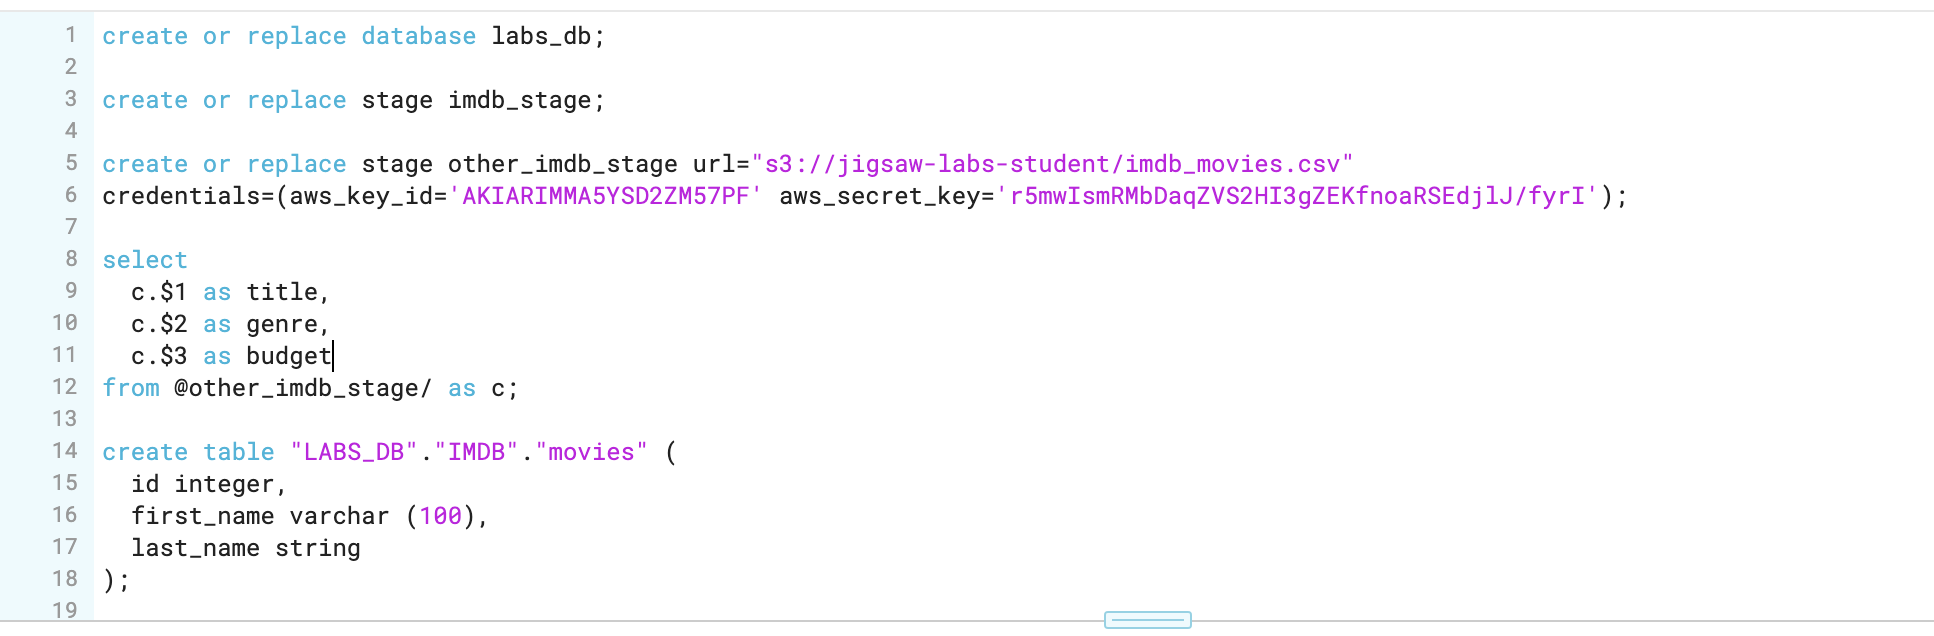 1 create or replace database labs_db;
2
3 create or replace stage imdb_stage;
4
5 create or replace stage other_imdb_stage url="s3://jigsaw-labs-student/imdb_movies.csv"
6 credentials=(aws_key_id='AKIARIMMA5YSD2ZM57PF' aws_secret_key='r5mwIsmRMbDaqZVS2HI3gZEKfnoaRSEdjlJ/fyrI');
7
8 select
9   c.$1 as title,
10   c.$2 as genre,
11   c.$3 as budget
12 from @other_imdb_stage/ as c;
13
14 create table "LABS_DB"."IMDB"."movies" (
15   id integer,
16   first_name varchar (100),
17   last_name string
18 );
19